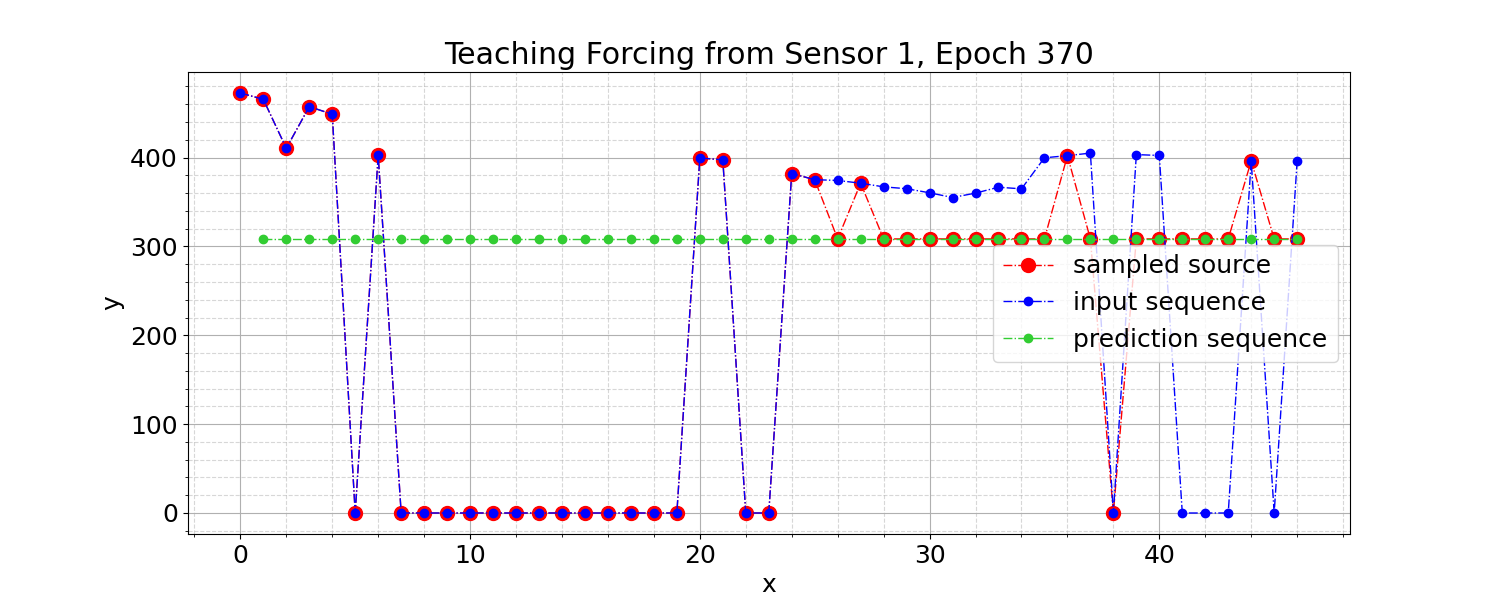 Teaching Forcing from Sensor 1, Epoch 370
y
400
300
200
100
0
sampled source
input sequence
prediction sequence
0 10 20 30 40
x